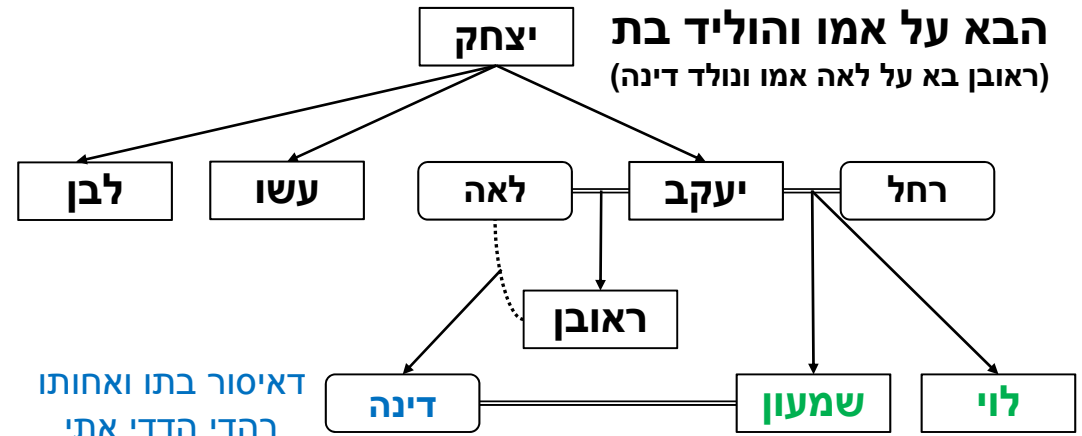 הבא על אמו והוליד בת
(ראובן בא על לאה אמו ונולד דינה)
יצחק
רחל
יעקב
לאה
עשו
לבן
ראובן
לוי
שמעון
דינה
דאיסור בתו ואחותו
בהדי הדדי אתי